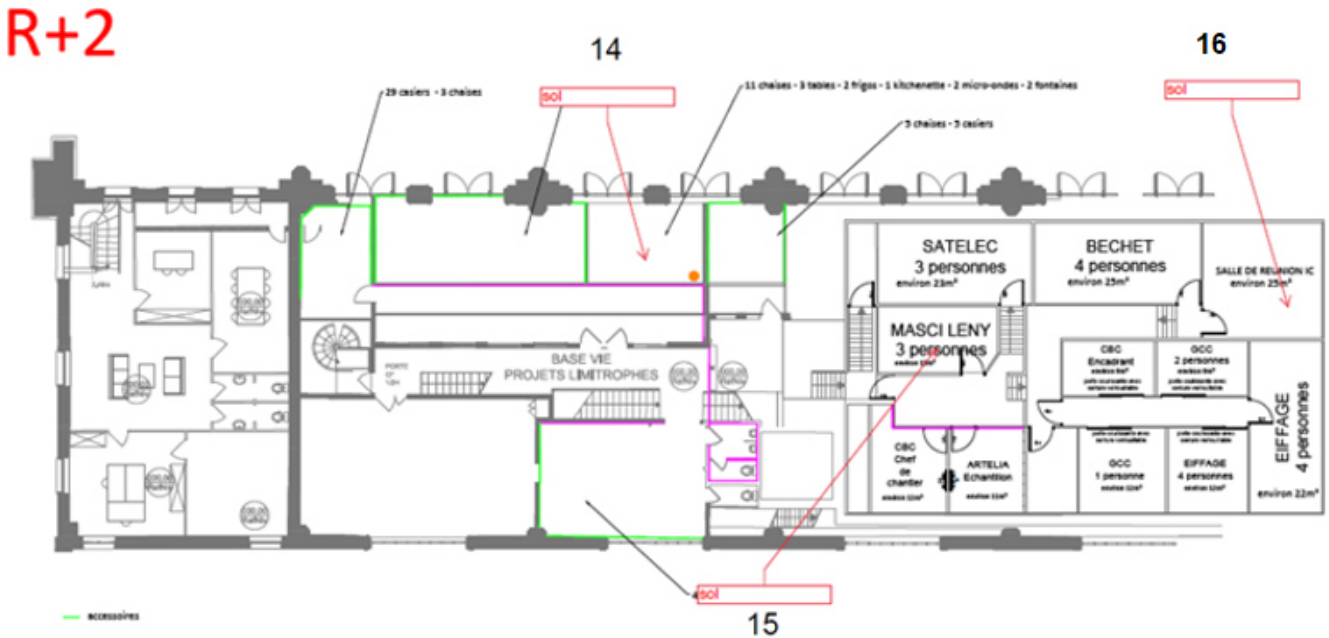 R+2
14
16
29 casiers - 3 chaises
sol
11 chaises - 3 tables - 2 frigos - 1 kitchenette - 2 micro-ondes - 2 fontaines
sol
5 chaises - 5 casiers
SATELEC
3 personnes
environ 23m²
BECHET
4 personnes
environ 25m²
SALLE DE REUNION IC
environ 25m²
MASCI LENY
3 personnes
BASE VIE
PROJETS LIMITROPHES
PORTE
CBC
Encadrant
GCC
2 personnes
EIFFAGE
4 personnes
environ 22m²
CBC
Chef
de
chantier
ARTELIA
Echantillon
GCC
1 personne
EIFFAGE
4 personnes
sol
15
accessoires